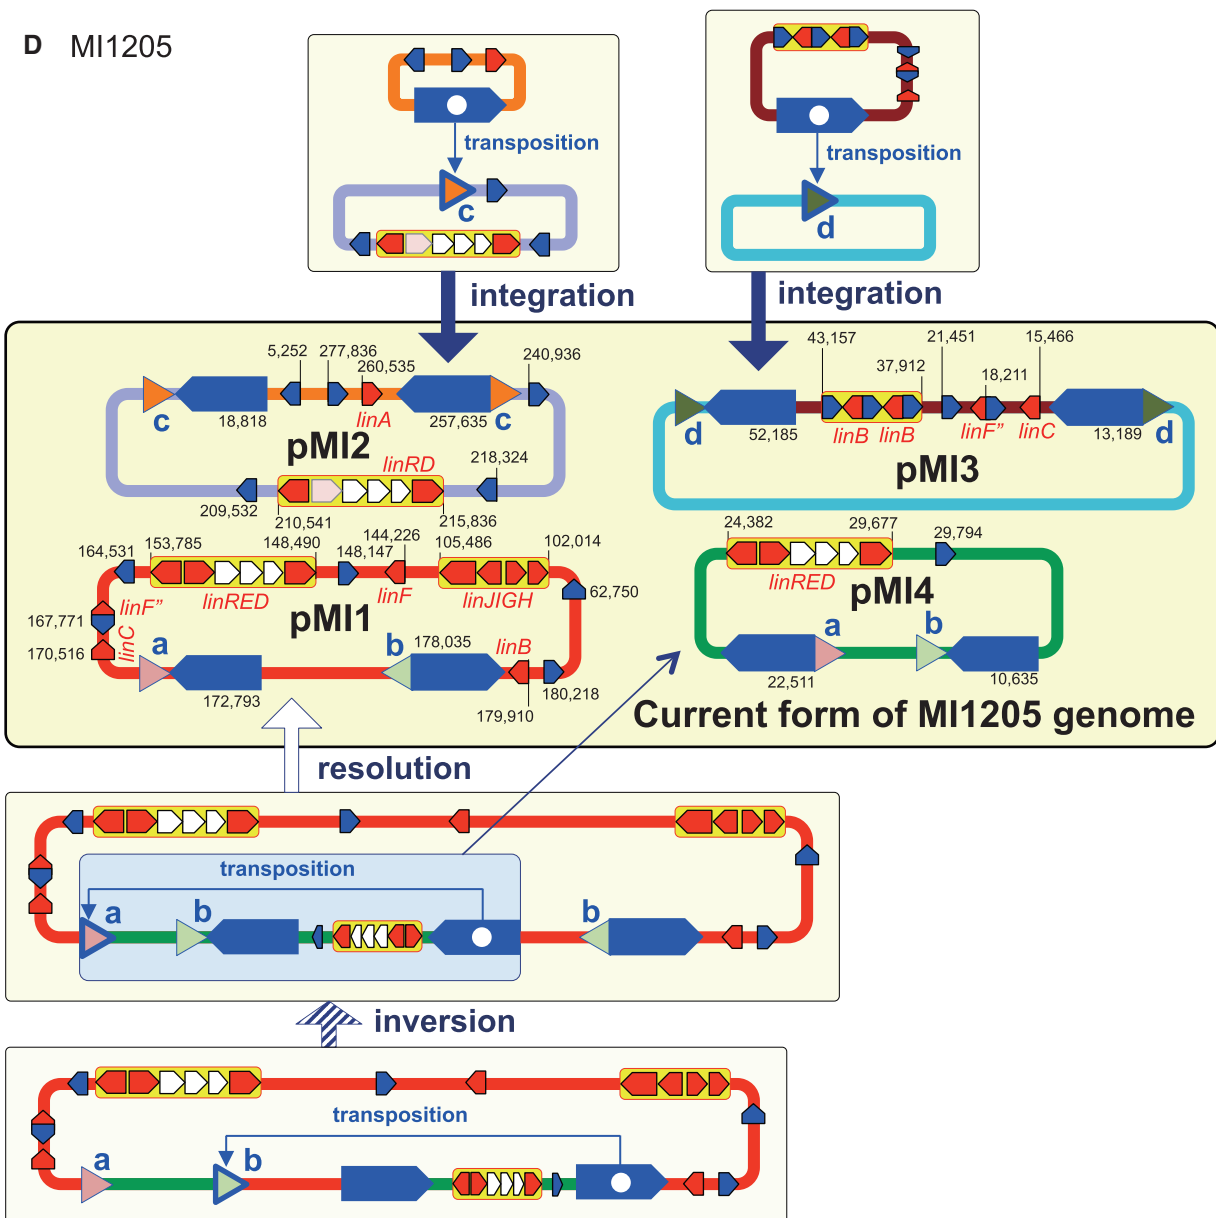 D MI1205
transposition
c
integration
transposition
d
integration
5,252
277,836
260,535
240,936
c
18,818
linA
257,635
c
pMI2
linRD
218,324
209,532
210,541
215,836
43,157
21,451
15,466
37,912
18,211
d
52,185
linB
linB
linF”
linC
13,189
d
pMI3
164,531
153,785
148,490
148,147
144,226
105,486
102,014
linF”
linRED
linF
linJIGH
62,750
167,771
linC
170,516
pMI1
a
b
178,035
linB
172,793
179,910
180,218
24,382
29,677
29,794
linRED
pMI4
a
b
22,511
10,635
Current form of MI1205 genome
resolution
transposition
a
b
b
inversion
transposition
a
b